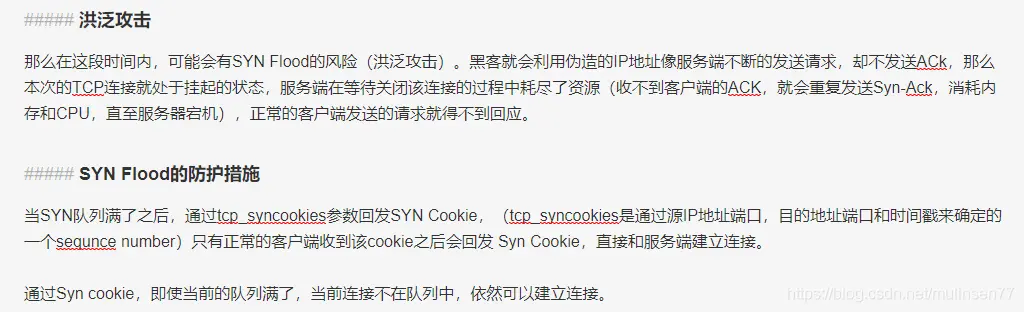 ##### 洪泛攻击
那么在这段时间内，可能会有SYN Flood的风险（洪泛攻击）。黑客就会利用伪造的IP地址像服务端不断的发送请求，却不发送ACk，那么
本次的TCP连接就处于挂起的状态，服务端在等待关闭该连接的过程中耗尽了资源（收不到客户端的ACK，就会重复发送Syn-Ack，消耗内
存和CPU，直至服务器宕机），正常的客户端发送的请求就得不到回应。
##### SYN Flood的防护措施
当SYN队列满了之后，通过tcp_syncookies参数回发SYN Cookie，（tcp_syncookies是通过源IP地址端口，目的地址端口和时间戳来确定的
一个sequnce number）只有正常的客户端收到该cookie之后会回发 Syn Cookie，直接和服务端建立连接。
通过Syn cookie，即使当前的队列满了，当前连接不在队列中，依然可以建立连接。
https://blog.csdn.net/mulinsen77